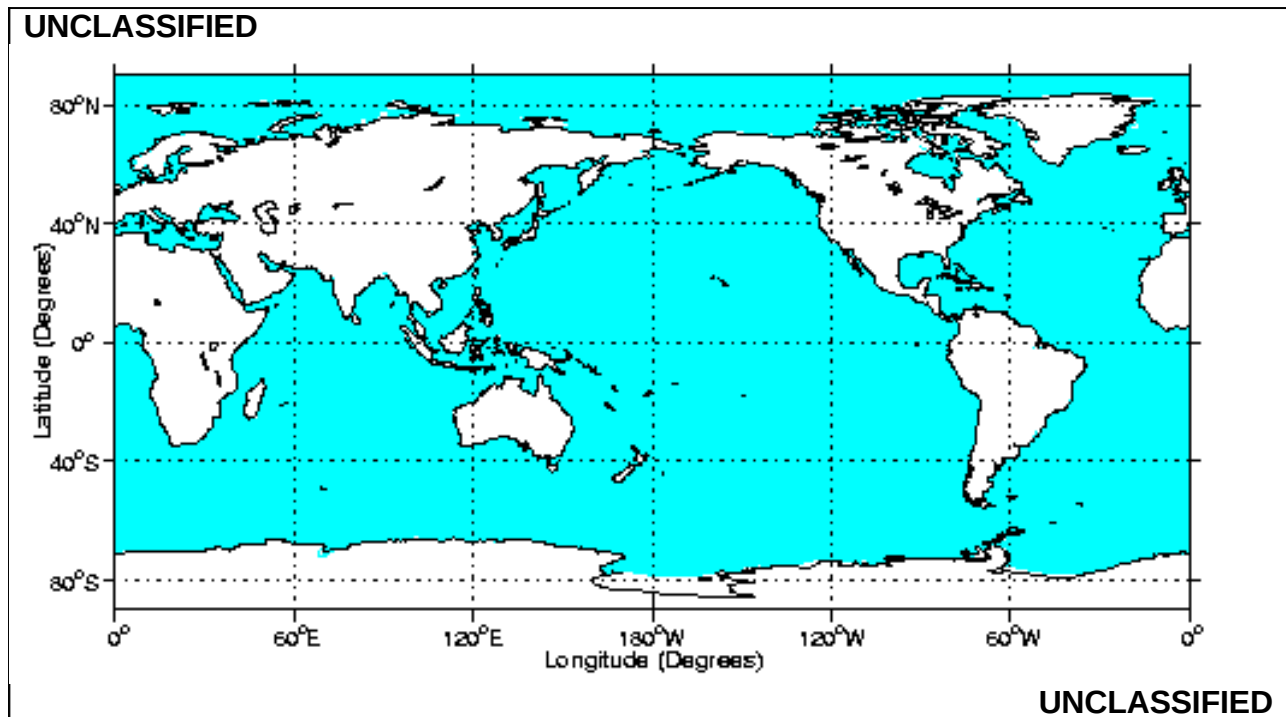 UNCLASSIFIED
80°N
40°N
0°
40°S
80°S
Latitude (Degrees)
0° 60°E 120°E 180°W 120°W 60°W 0°
Longitude (Degrees)
UNCLASSIFIED